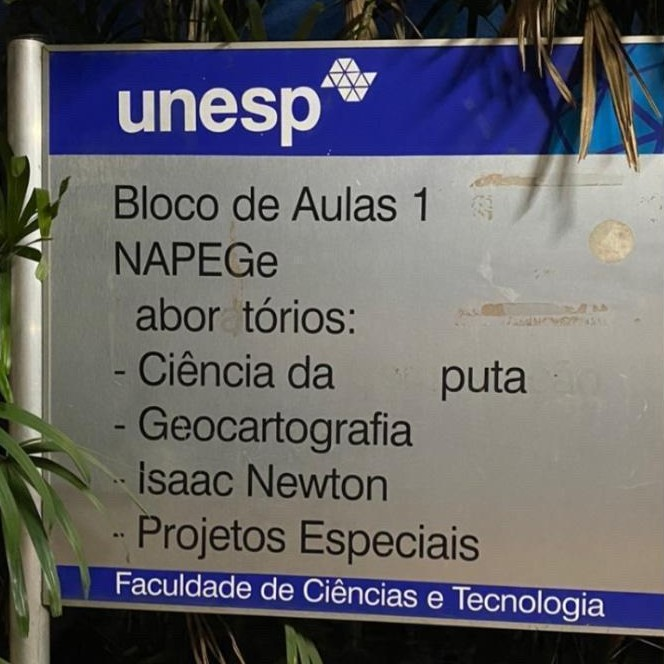 unesp
Bloco de Aulas 1
NAPEGe
abor tórios:
- Ciência da puta
- Geocartografia
- Isaac Newton
- Projetos Especiais
Faculdade de Ciências e Tecnologia